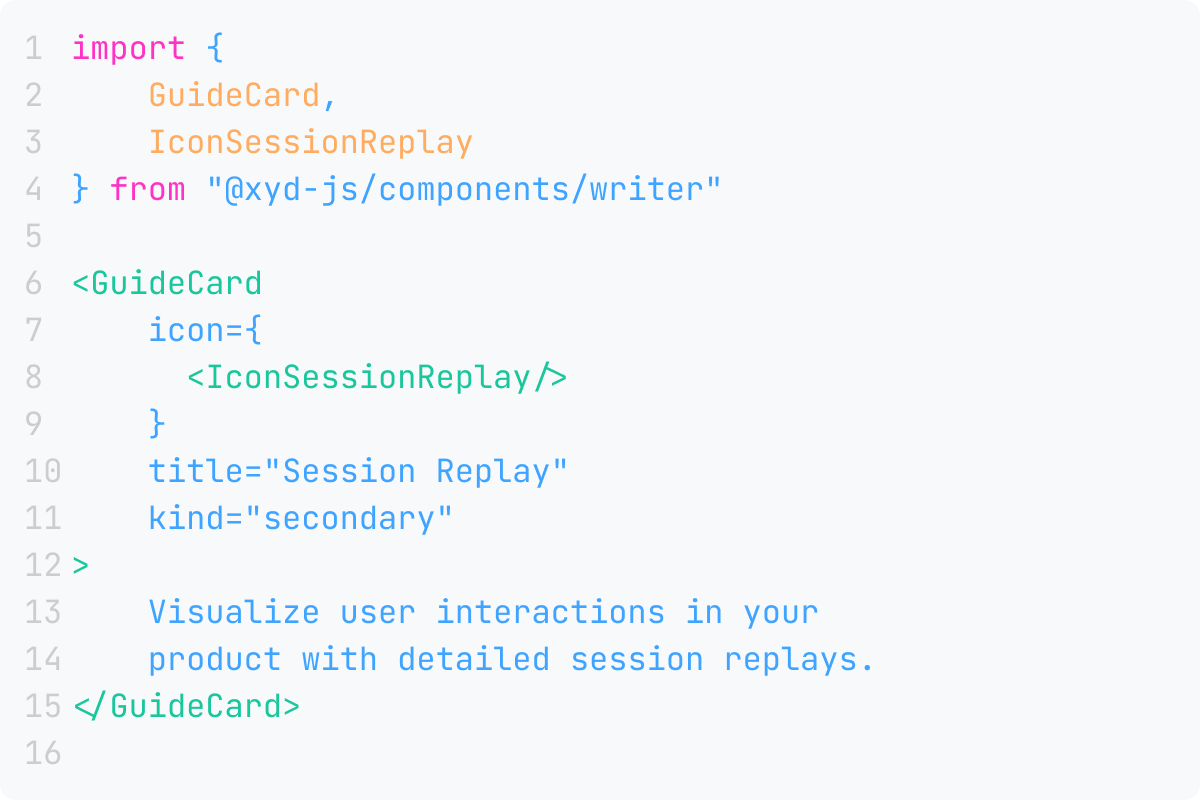 1 import {
2     GuideCard,
3     IconSessionReplay
4 } from "@xyd-js/components/writer"
5
6 <GuideCard
7     icon={
8       <IconSessionReplay/>
9     }
10     title="Session Replay"
11     kind="secondary"
12 >
13     Visualize user interactions in your
14     product with detailed session replays.
15 </GuideCard>
16